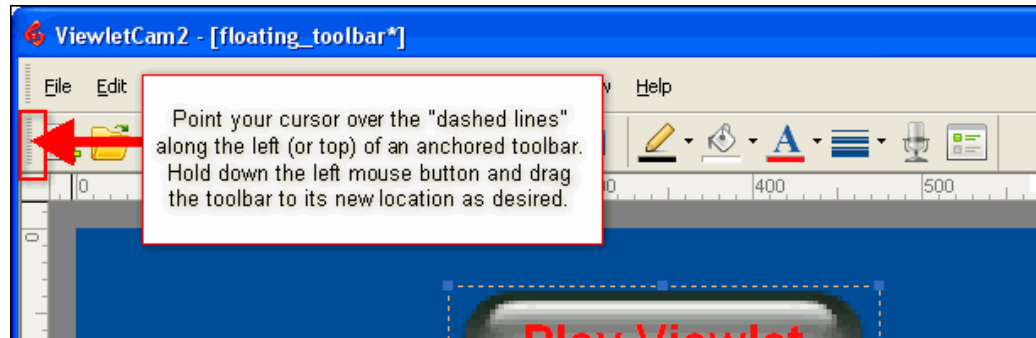 ViewletCam2 - [floating_toolbar*]
File Edit Help
Point your cursor over the "dashed lines"
along the left (or top) of an anchored toolbar.
Hold down the left mouse button and drag
the toolbar to its new location as desired.
A
0 400 500
0
Play Viewlet